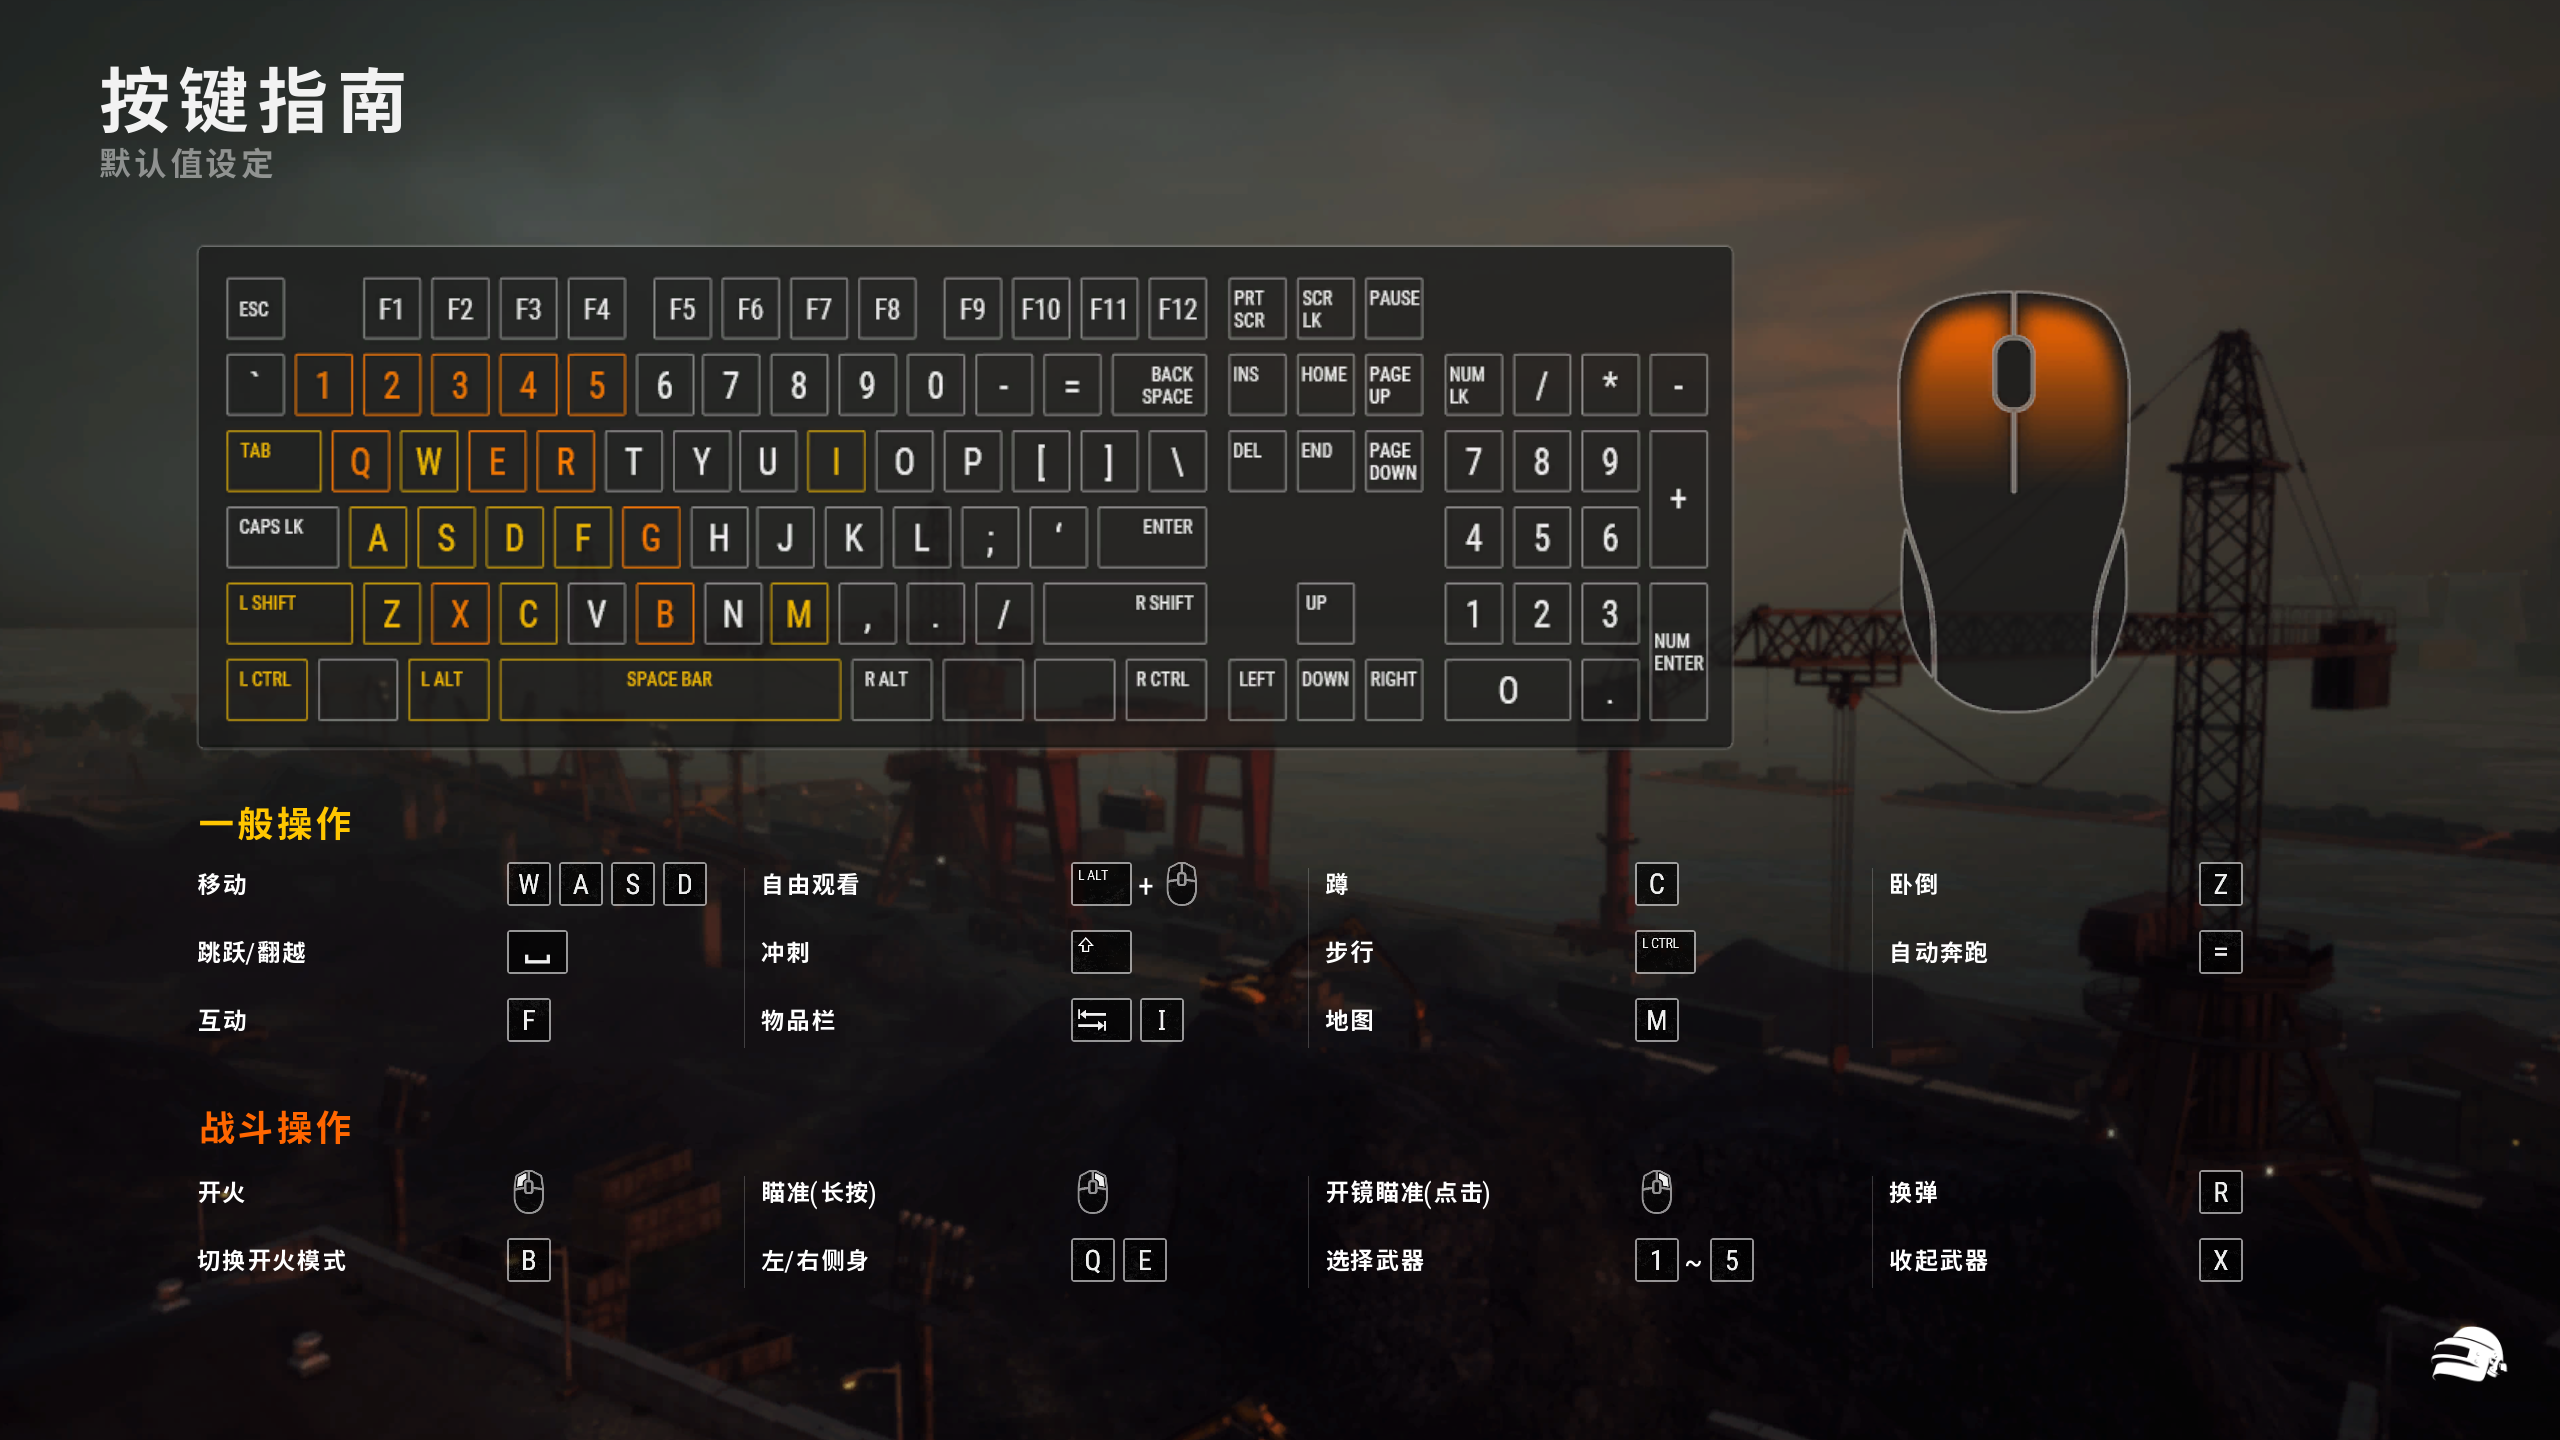 按键指南
默认值设定
ESC F1 F2 F3 F4 F5 F6 F7 F8 F9 F10 F11 F12 PRT SCR SCR LK PAUSE
` 1 2 3 4 5 6 7 8 9 0 - = BACK SPACE INS HOME PAGE UP NUM LK / * -
TAB Q W E R T Y U I O P [ ] \ DEL END PAGE DOWN 7 8 9 +
CAPS LK A S D F G H J K L ; ‘ ENTER 4 5 6
L SHIFT Z X C V B N M , . / R SHIFT UP 1 2 3 NUM ENTER
L CTRL L ALT SPACE BAR R ALT R CTRL LEFT DOWN RIGHT 0 .
一般操作
移动 W A S D 自由观看 L ALT + 蹲 C 卧倒 Z
跳跃/翻越 冲刺 步行 L CTRL 自动奔跑 =
互动 F 物品栏 I 地图 M
战斗操作
开火 瞄准(长按) 开镜瞄准(点击) 换弹 R
切换开火模式 B 左/右侧身 Q E 选择武器 1 ~ 5 收起武器 X